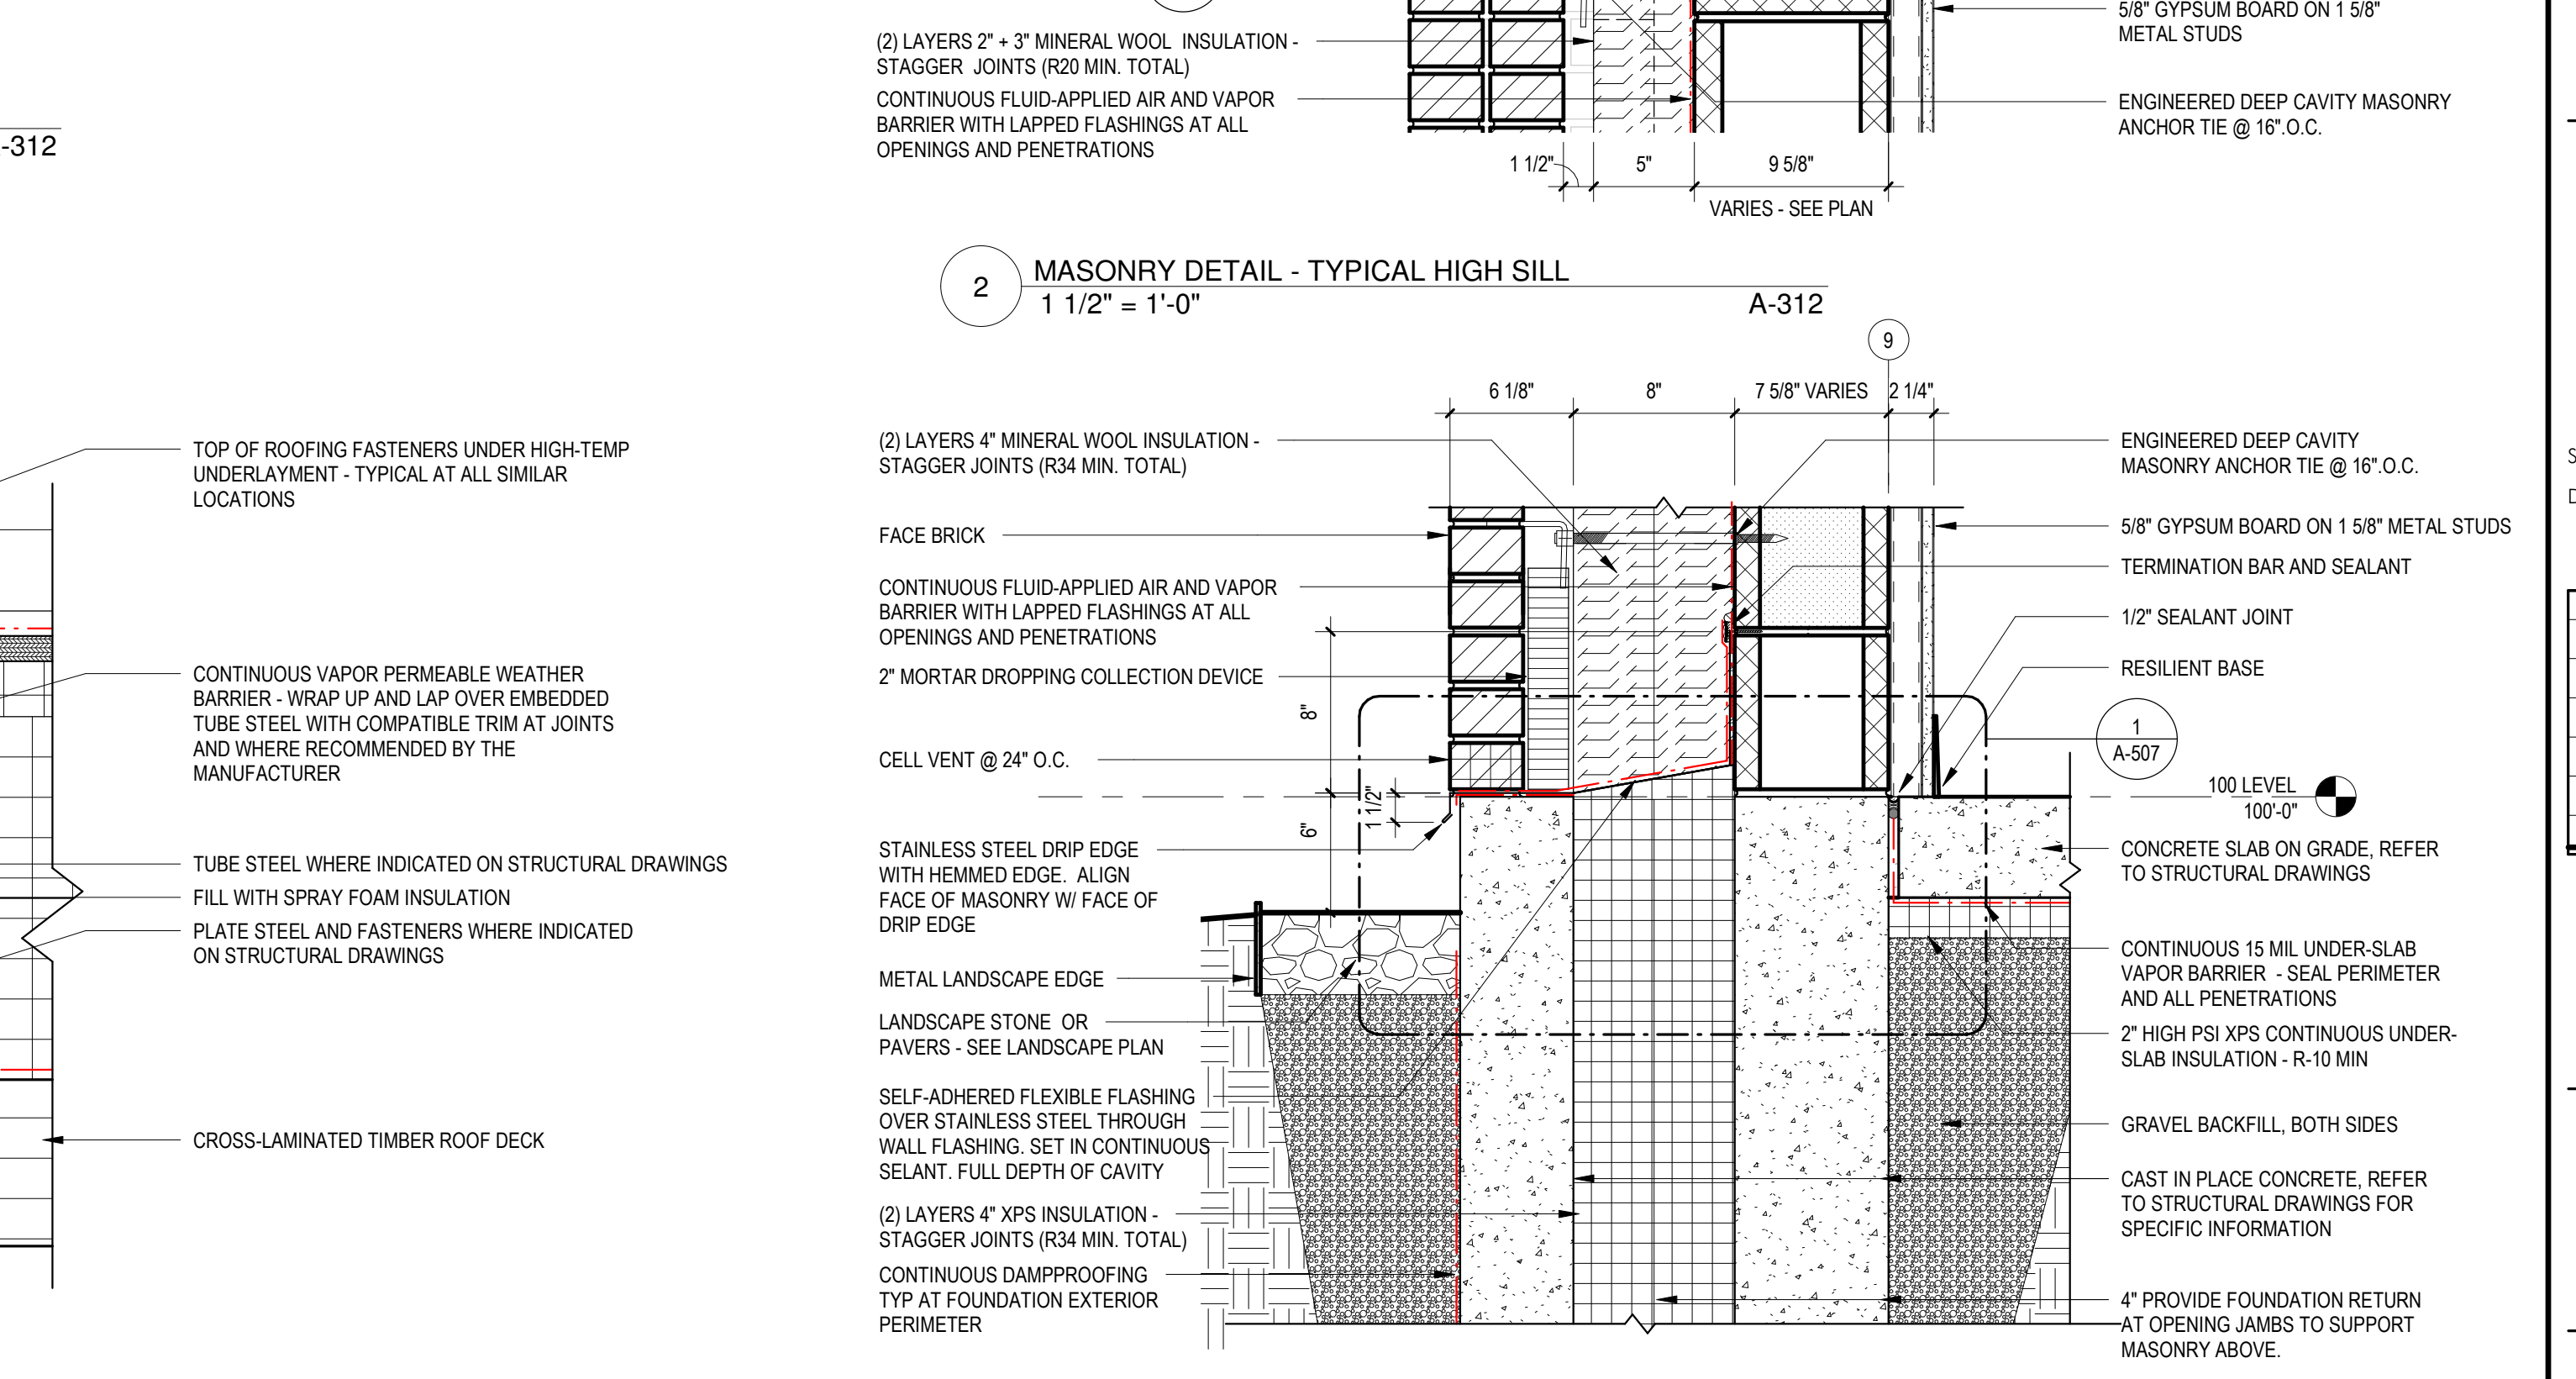 -312
TOP OF ROOFING FASTENERS UNDER HIGH-TEMP
UNDERLAYMENT - TYPICAL AT ALL SIMILAR
LOCATIONS
CONTINUOUS VAPOR PERMEABLE WEATHER
BARRIER - WRAP UP AND LAP OVER EMBEDDED
TUBE STEEL WITH COMPATIBLE TRIM AT JOINTS
AND WHERE RECOMMENDED BY THE
MANUFACTURER
TUBE STEEL WHERE INDICATED ON STRUCTURAL DRAWINGS
FILL WITH SPRAY FOAM INSULATION
PLATE STEEL AND FASTENERS WHERE INDICATED
ON STRUCTURAL DRAWINGS
CROSS-LAMINATED TIMBER ROOF DECK
(2) LAYERS 2" + 3" MINERAL WOOL INSULATION -
STAGGER JOINTS (R20 MIN. TOTAL)
CONTINUOUS FLUID-APPLIED AIR AND VAPOR
BARRIER WITH LAPPED FLASHINGS AT ALL
OPENINGS AND PENETRATIONS
5/8" GYPSUM BOARD ON 1 5/8"
METAL STUDS
ENGINEERED DEEP CAVITY MASONRY
ANCHOR TIE @ 16".O.C.
1 1/2"
5"
9 5/8"
VARIES - SEE PLAN
2
MASONRY DETAIL - TYPICAL HIGH SILL
1 1/2" = 1'-0"
A-312
9
6 1/8"
8"
7 5/8" VARIES
2 1/4"
(2) LAYERS 4" MINERAL WOOL INSULATION -
STAGGER JOINTS (R34 MIN. TOTAL)
FACE BRICK
CONTINUOUS FLUID-APPLIED AIR AND VAPOR
BARRIER WITH LAPPED FLASHINGS AT ALL
OPENINGS AND PENETRATIONS
2" MORTAR DROPPING COLLECTION DEVICE
CELL VENT @ 24" O.C.
STAINLESS STEEL DRIP EDGE
WITH HEMMED EDGE. ALIGN
FACE OF MASONRY W/ FACE OF
DRIP EDGE
METAL LANDSCAPE EDGE
LANDSCAPE STONE OR
PAVERS - SEE LANDSCAPE PLAN
SELF-ADHERED FLEXIBLE FLASHING
OVER STAINLESS STEEL THROUGH
WALL FLASHING. SET IN CONTINUOUS
SELANT. FULL DEPTH OF CAVITY
(2) LAYERS 4" XPS INSULATION -
STAGGER JOINTS (R34 MIN. TOTAL)
CONTINUOUS DAMPPROOFING
TYP AT FOUNDATION EXTERIOR
PERIMETER
8"
6"
1 1/2"
ENGINEERED DEEP CAVITY
MASONRY ANCHOR TIE @ 16".O.C.
5/8" GYPSUM BOARD ON 1 5/8" METAL STUDS
TERMINATION BAR AND SEALANT
1/2" SEALANT JOINT
RESILIENT BASE
1
A-507
100 LEVEL
100'-0"
CONCRETE SLAB ON GRADE, REFER
TO STRUCTURAL DRAWINGS
CONTINUOUS 15 MIL UNDER-SLAB
VAPOR BARRIER - SEAL PERIMETER
AND ALL PENETRATIONS
2" HIGH PSI XPS CONTINUOUS UNDER-
SLAB INSULATION - R-10 MIN
GRAVEL BACKFILL, BOTH SIDES
CAST IN PLACE CONCRETE, REFER
TO STRUCTURAL DRAWINGS FOR
SPECIFIC INFORMATION
4" PROVIDE FOUNDATION RETURN
AT OPENING JAMBS TO SUPPORT
MASONRY ABOVE.